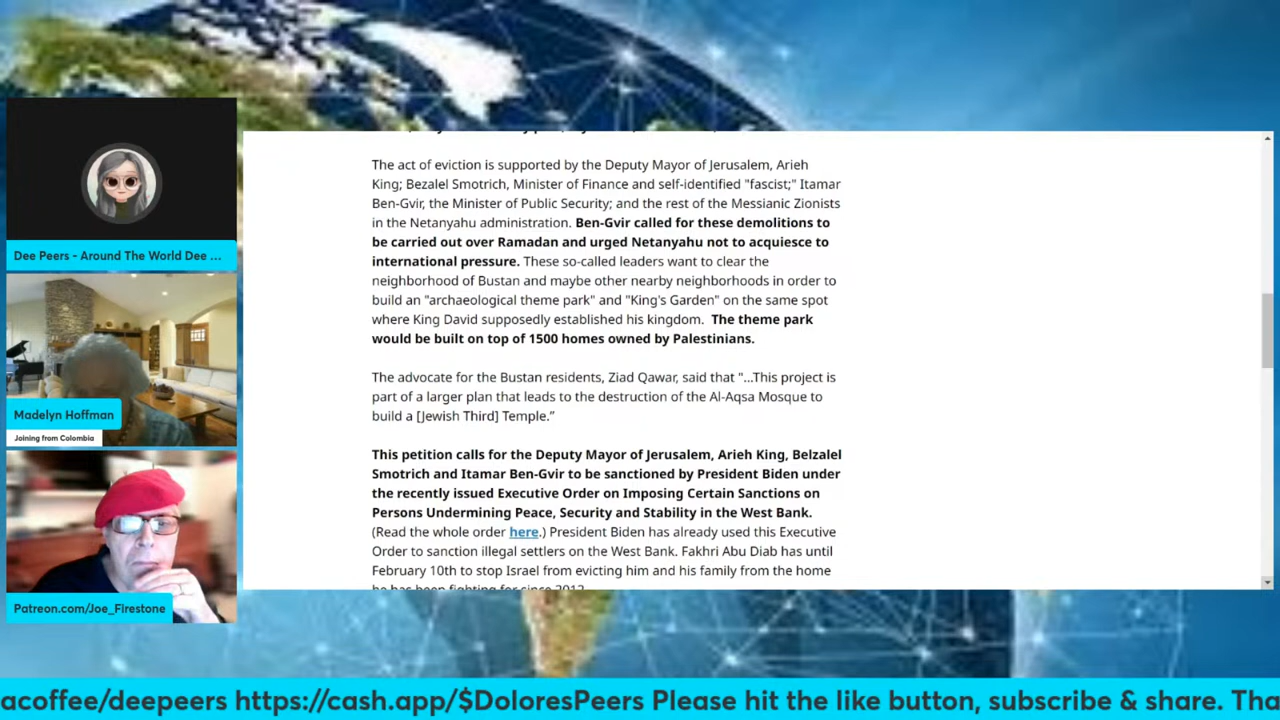 Dee Peers - Around The World Dee ...
Madelyn Hoffman
Joining from Colombia
Patreon.com/Joe_Firestone
The act of eviction is supported by the Deputy Mayor of Jerusalem, Arieh
King; Bezalel Smotrich, Minister of Finance and self-identified "fascist;" Itamar
Ben-Gvir, the Minister of Public Security; and the rest of the Messianic Zionists
in the Netanyahu administration. Ben-Gvir called for these demolitions to
be carried out over Ramadan and urged Netanyahu not to acquiesce to
international pressure. These so-called leaders want to clear the
neighborhood of Bustan and maybe other nearby neighborhoods in order to
build an "archaeological theme park" and "King's Garden" on the same spot
where King David supposedly established his kingdom. The theme park
would be built on top of 1500 homes owned by Palestinians.
The advocate for the Bustan residents, Ziad Qawar, said that "...This project is
part of a larger plan that leads to the destruction of the Al-Aqsa Mosque to
build a [Jewish Third] Temple.”
This petition calls for the Deputy Mayor of Jerusalem, Arieh King, Belzalel
Smotrich and Itamar Ben-Gvir to be sanctioned by President Biden under
the recently issued Executive Order on Imposing Certain Sanctions on
Persons Undermining Peace, Security and Stability in the West Bank.
(Read the whole order here.) President Biden has already used this Executive
Order to sanction illegal settlers on the West Bank. Fakhri Abu Diab has until
February 10th to stop Israel from evicting him and his family from the home
he has been fighting for since 2012
acoffee/deepeers https://cash.app/$DoloresPeers Please hit the like button, subscribe & share. Tha